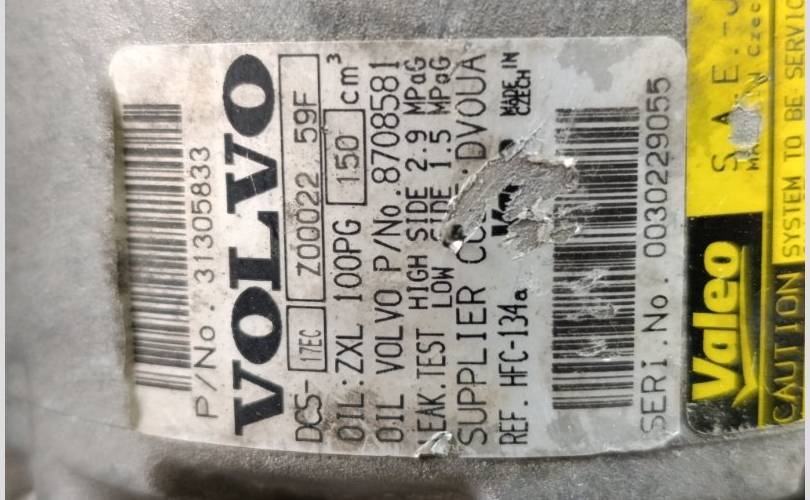 P/No. 31305833
VOLVO
DCS- 17EC Z00022 59F
OIL:ZXL 100PG 150 cm³
OIL VOLVO P/No.8708581
LEAK.TEST HIGH SIDE 2.9 MPaG
LOW SIDE 1.5 MPaG
SUPPLIER DVOUA
REF. HFC-134a MADE IN
CZECH
SERI.No. 0030229055
Valeo S.A.E.-J
CAUTION SYSTEM TO BE SERVIC